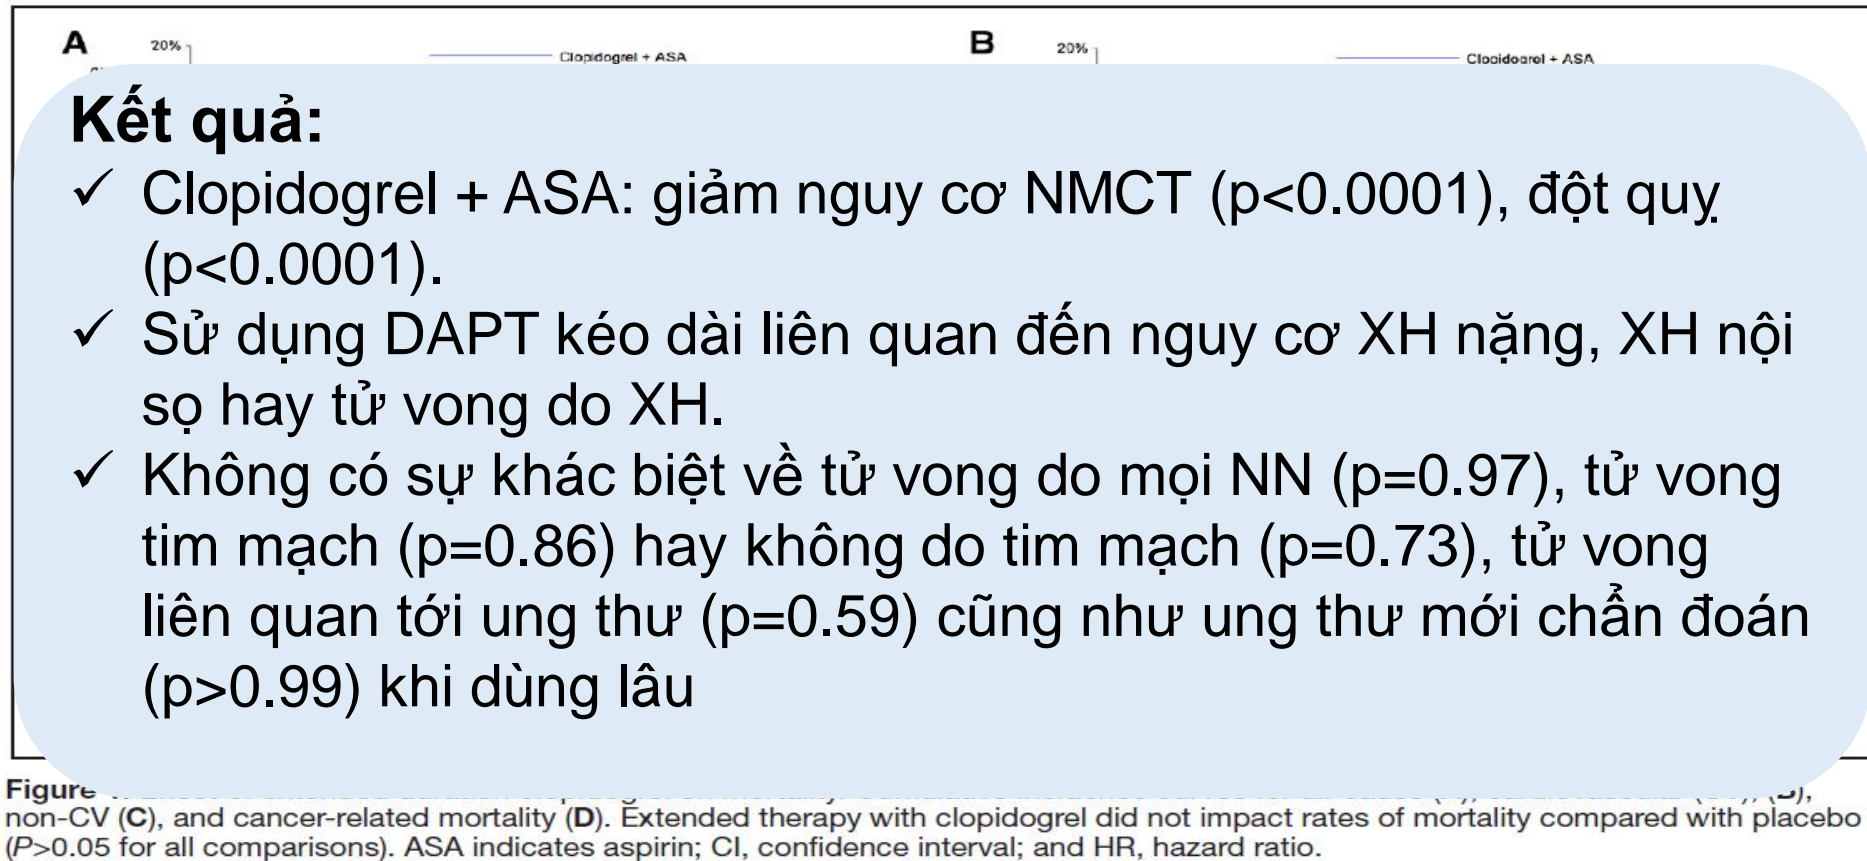 A 20% Clopidogrel + ASA B 20% Clopidogrel + ASA
Kết quả:
✓ Clopidogrel + ASA: giảm nguy cơ NMCT (p<0.0001), đột quỵ
(p<0.0001).
✓ Sử dụng DAPT kéo dài liên quan đến nguy cơ XH nặng, XH nội
sọ hay tử vong do XH.
✓ Không có sự khác biệt về tử vong do mọi NN (p=0.97), tử vong
tim mạch (p=0.86) hay không do tim mạch (p=0.73), tử vong
liên quan tới ung thư (p=0.59) cũng như ung thư mới chẩn đoán
(p>0.99) khi dùng lâu
Figure
non-CV (C), and cancer-related mortality (D). Extended therapy with clopidogrel did not impact rates of mortality compared with placebo
(P>0.05 for all comparisons). ASA indicates aspirin; CI, confidence interval; and HR, hazard ratio.